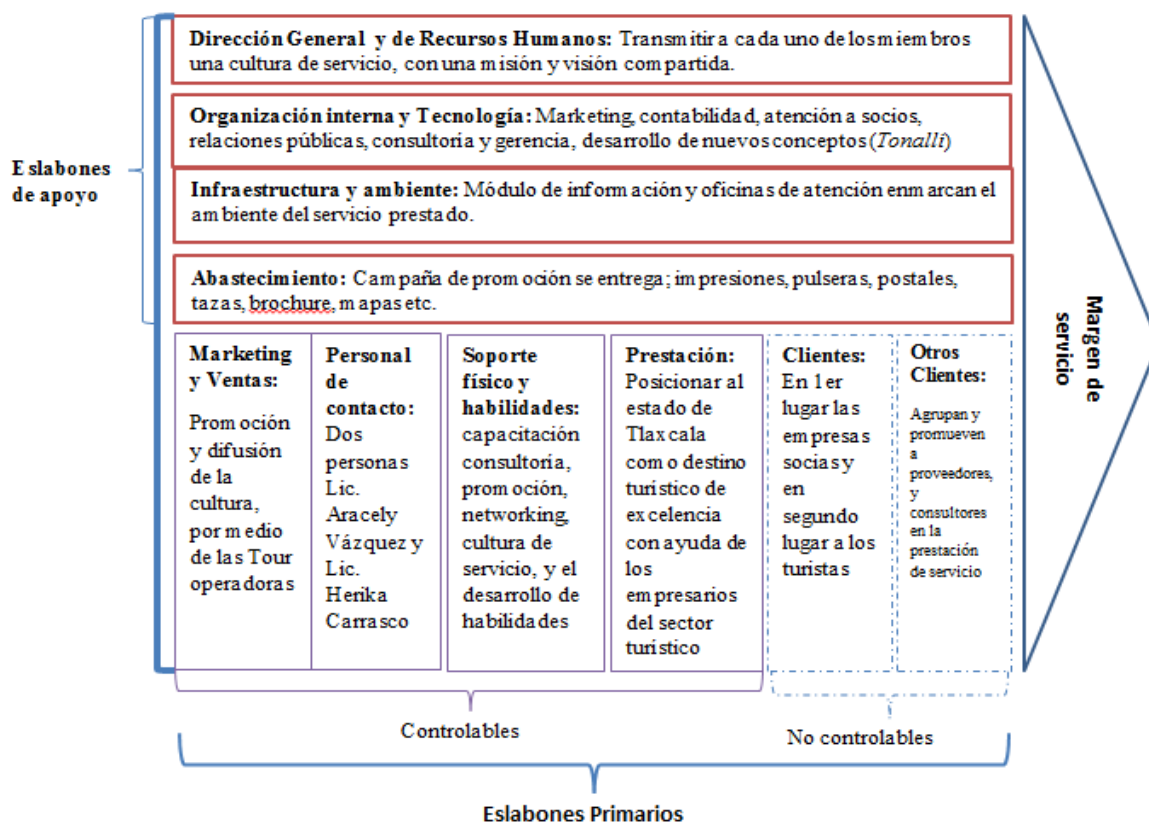 Dirección General y de Recursos Humanos: Transmitir a cada uno de los miembros
una cultura de servicio, con una misión y visión compartida.
Organización interna y Tecnología: Marketing, contabilidad, atención a socios,
relaciones públicas, consultoría y gerencia, desarrollo de nuevos conceptos (Tonalli)
Eslabones
de apoyo
Infraestructura y ambiente: Módulo de información y oficinas de atención enmarcan el
ambiente del servicio prestado.
Abastecimiento: Campaña de promoción se entrega; impresiones, pulseras, postales,
tazas, brochure, mapas etc.
Marketing
y Ventas:
Promoción
y difusión
de la
cultura,
por medio
de las Tour
operadoras
Personal
de
contacto:
Dos
personas
Lic.
Aracely
Vázquez y
Lic.
Herika
Carrasco
Soporte
físico y
habilidades:
capacitación
consultoría,
promoción,
networking,
cultura de
servicio, y el
desarrollo de
habilidades
Prestación:
Posicionar al
estado de
Tlaxcala
como destino
turístico de
excelencia
con ayuda de
los
empresarios
del sector
turístico
Clientes:
En 1er
lugar las
empresas
socias y
en
segundo
lugar a los
turistas
Otros
Clientes:
Agrupan y
promueven
a
proveedores,
y
consultores
en la
prestación
de servicio
Margen de
servicio
Controlables
No controlables
Eslabones Primarios